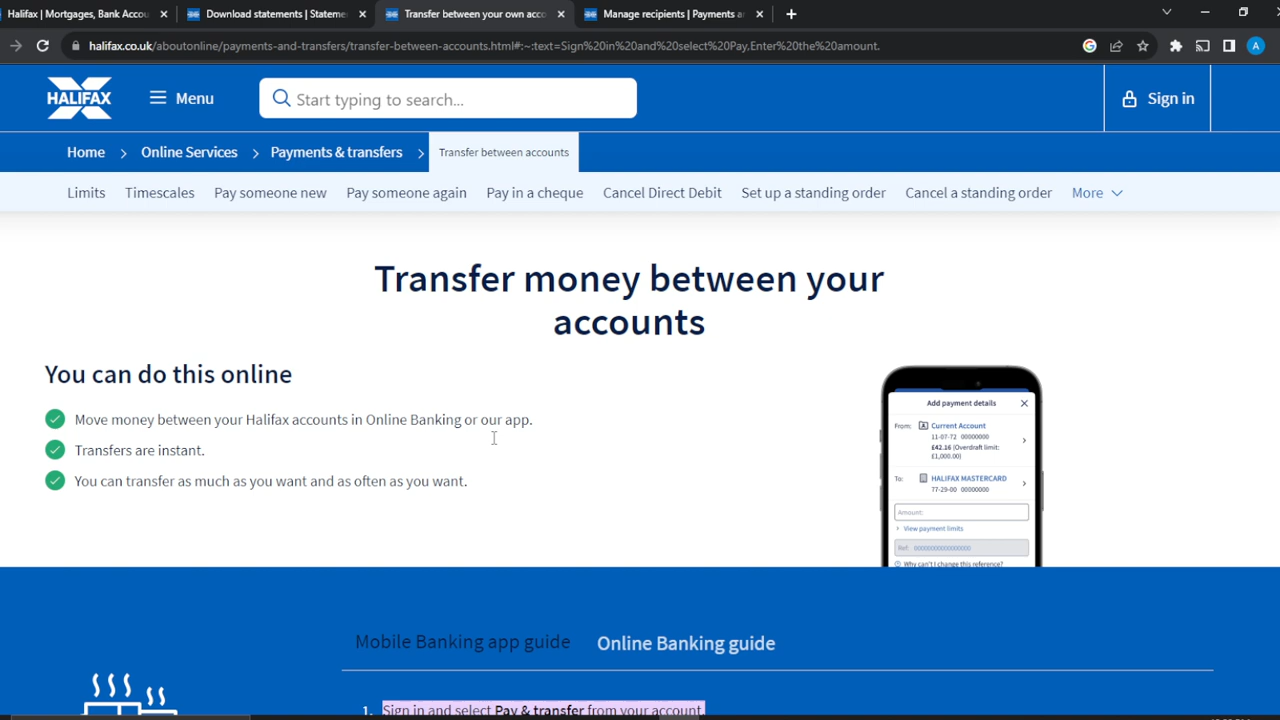 Halifax | Mortgages, Bank Accou
Download statements | Stateme
Transfer between your own acco
Manage recipients | Payments ar
halifax.co.uk/aboutonline/payments-and-transfers/transfer-between-accounts.html#:~:text=Sign%20in%20and%20select%20Pay,Enter%20the%20amount.
A
HALIFAX
Menu
Start typing to search...
Sign in
Home > Online Services > Payments & transfers > Transfer between accounts
Limits Timescales Pay someone new Pay someone again Pay in a cheque Cancel Direct Debit Set up a standing order Cancel a standing order More
Transfer money between your
accounts
You can do this online
Move money between your Halifax accounts in Online Banking or our app.
Transfers are instant.
You can transfer as much as you want and as often as you want.
Add payment details
From: Current Account
11-07-72 00000000
£42.16 (Overdraft limit:
£1,000.00)
To: HALIFAX MASTERCARD
77-29-00 00000000
Amount:
View payment limits
Ref: 0000000000000000
Why can't I change this reference?
Mobile Banking app guide Online Banking guide
1. Sign in and select Pay & transfer from your account.